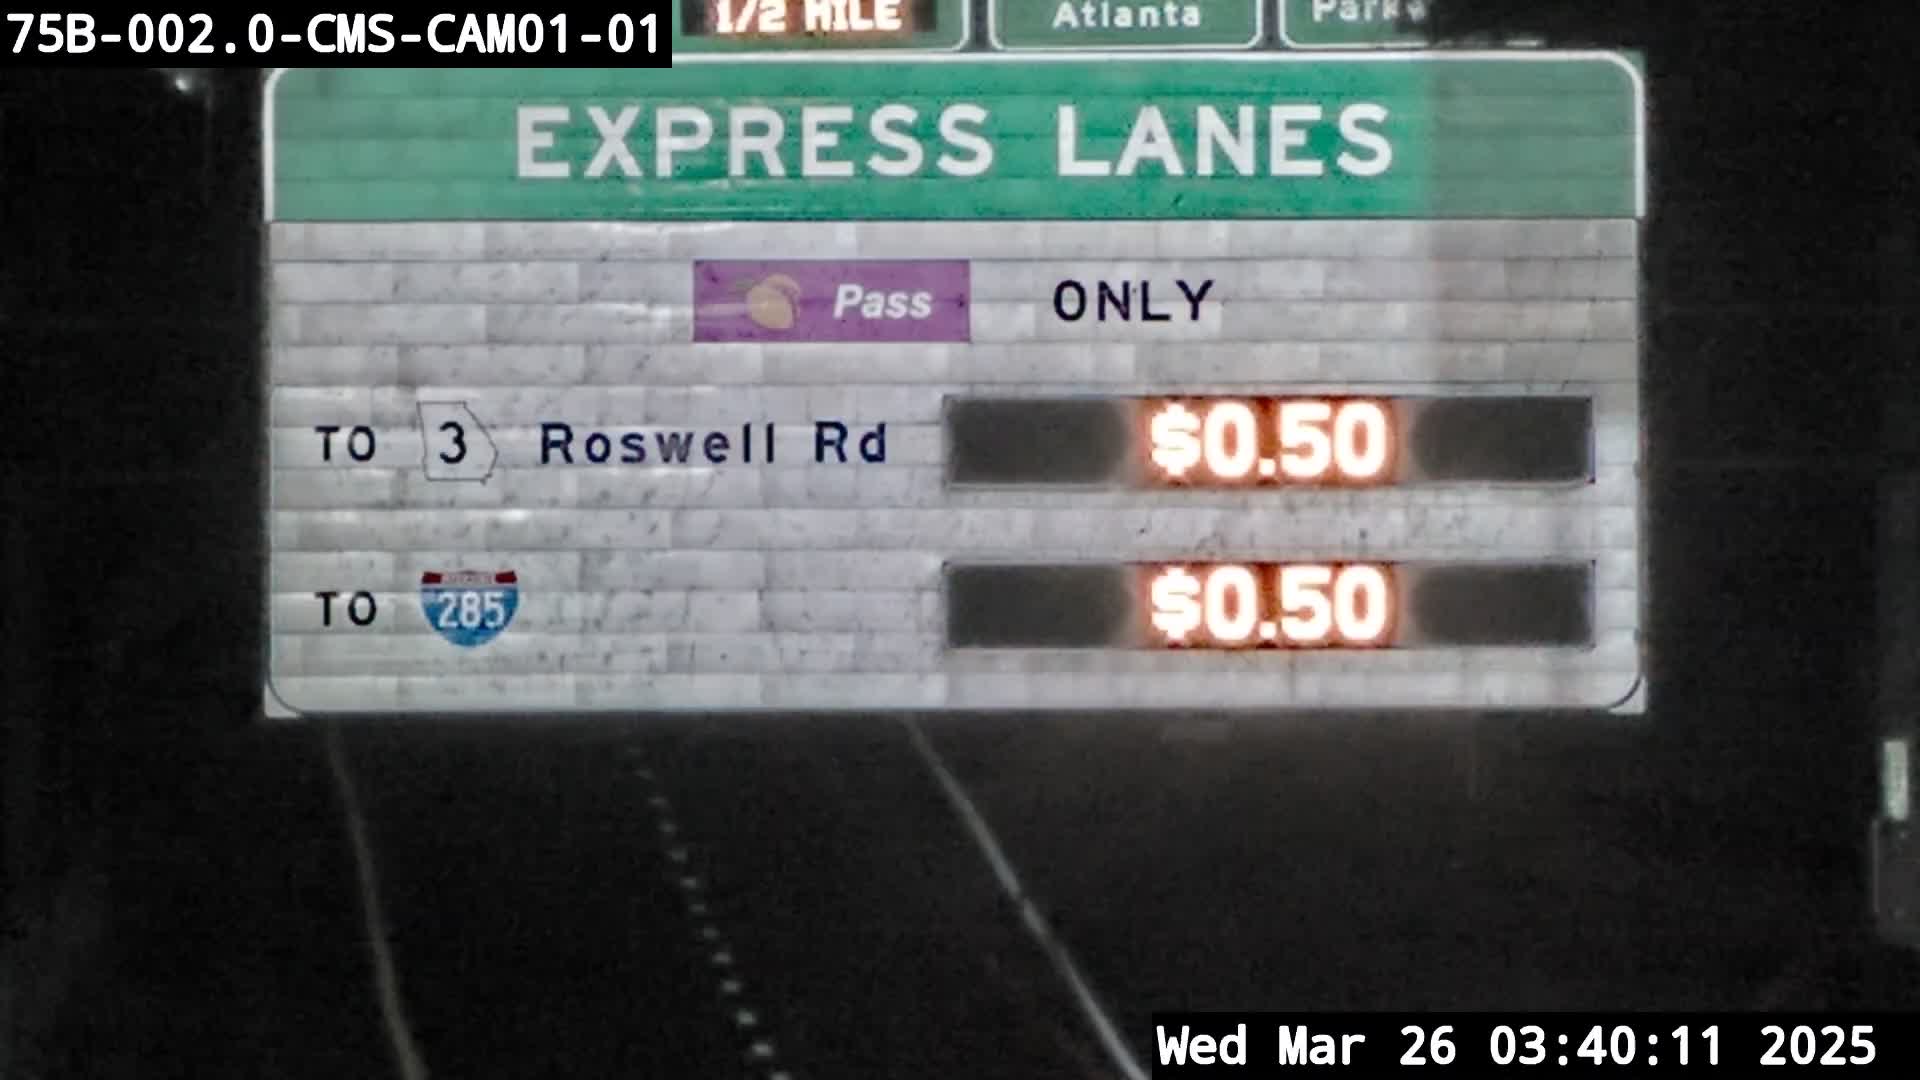 75B-002.0-CMS-CAM01-01
1/2 MILE
Atlanta
EXPRESS LANES
Pass ONLY
TO 3 Roswell Rd $0.50
TO 285 $0.50
Wed Mar 26 03:40:11 2025